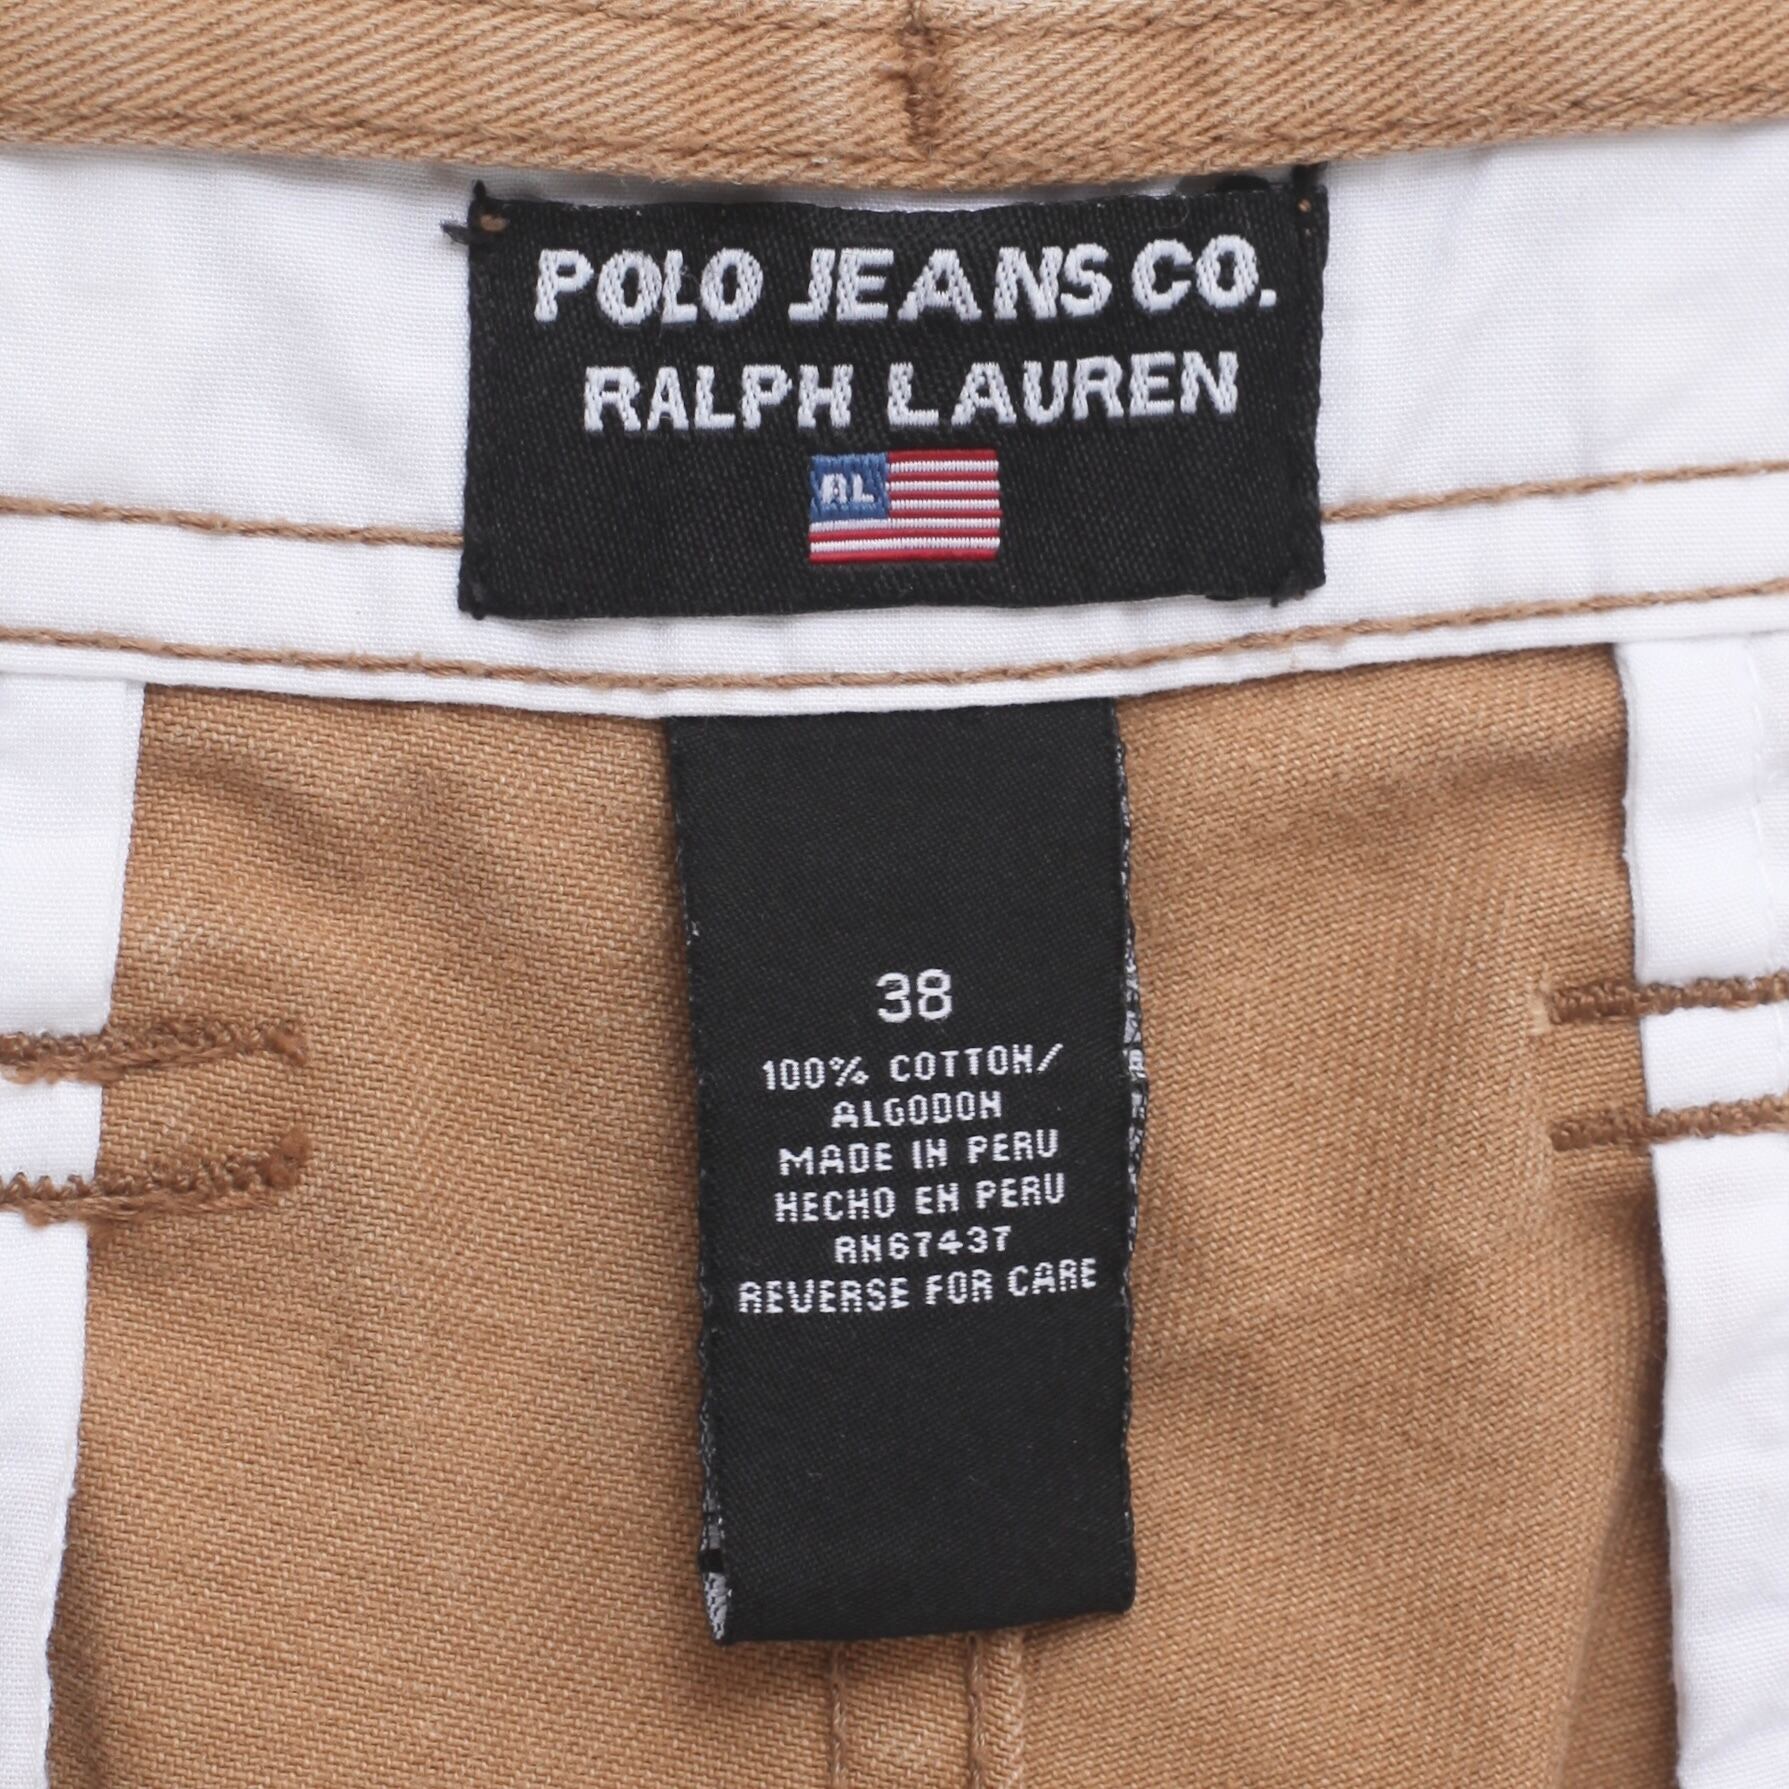 POLO JEANS CO.
RALPH LAUREN
RL
38
100% COTTON/
ALGODON
MADE IN PERU
HECHO EN PERU
RN67437
REVERSE FOR CARE